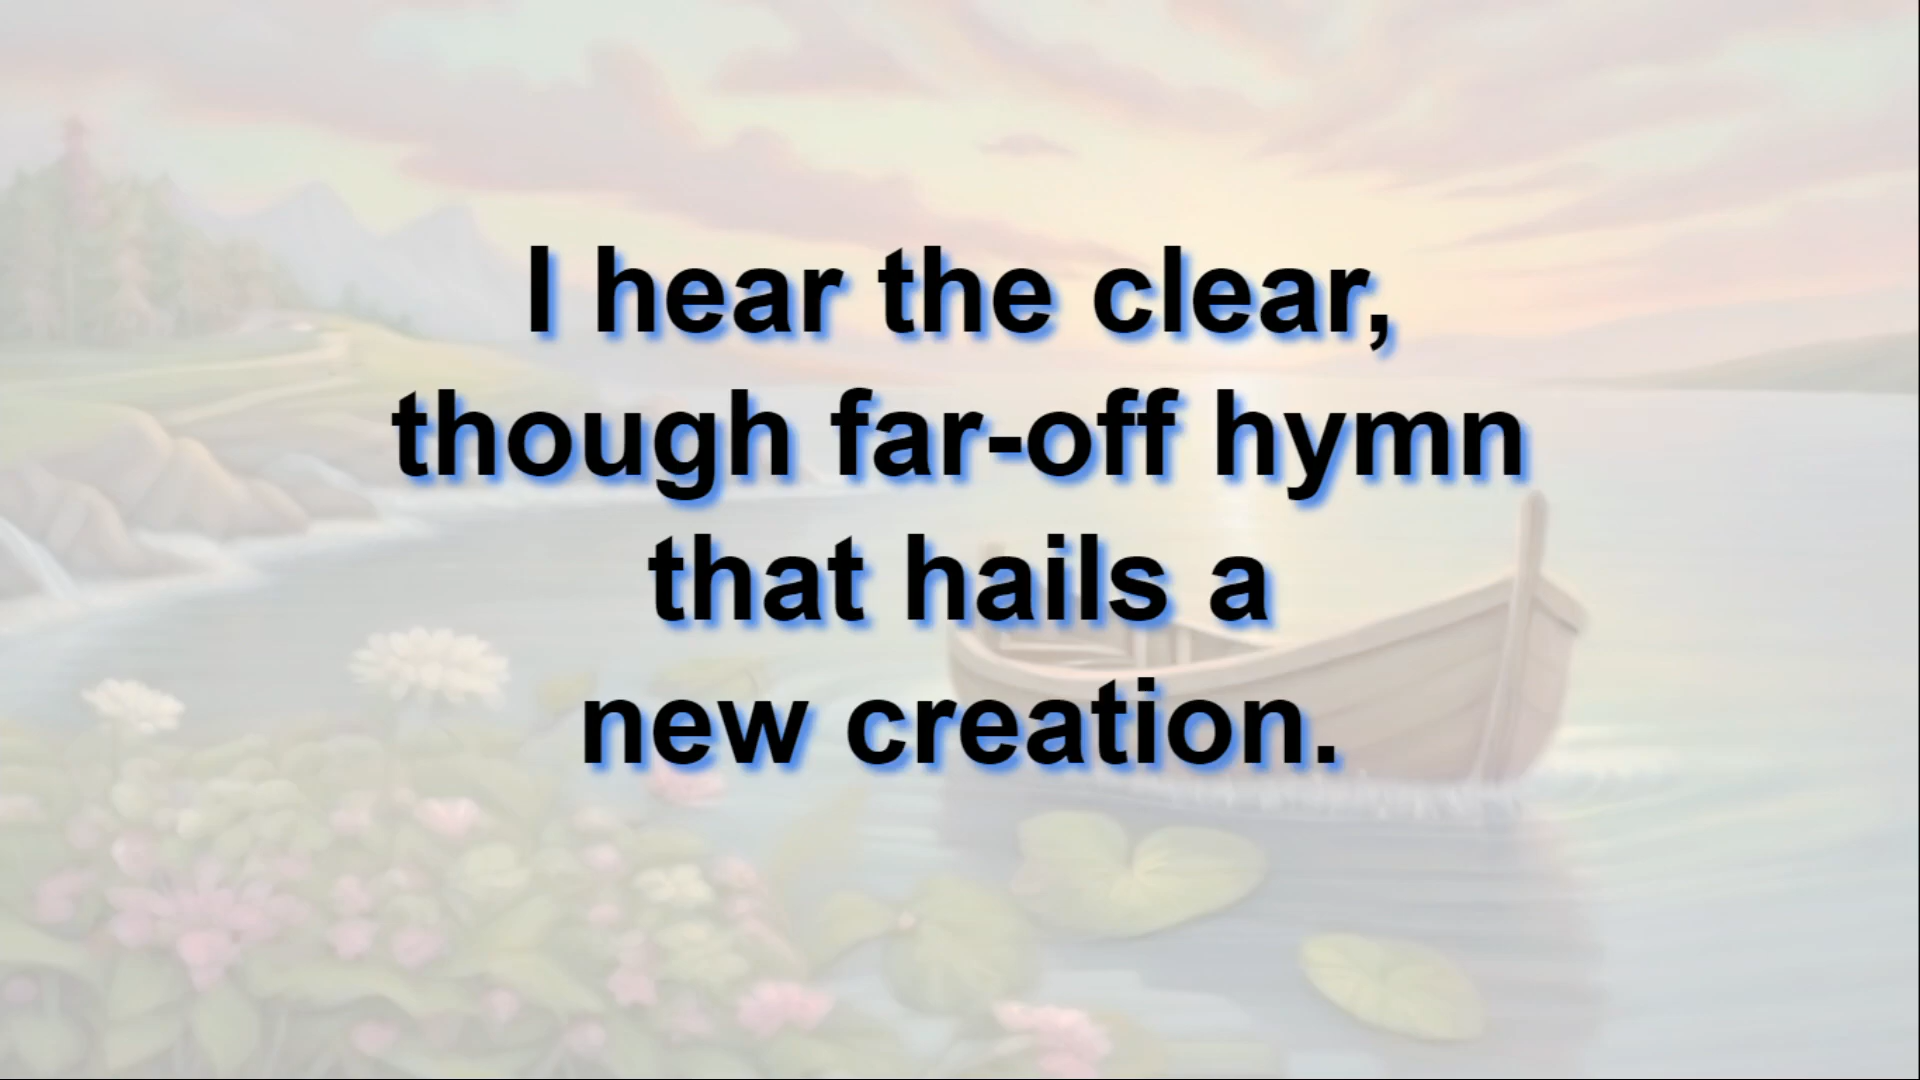 I hear the clear,
though far-off hymn
that hails a
new creation.